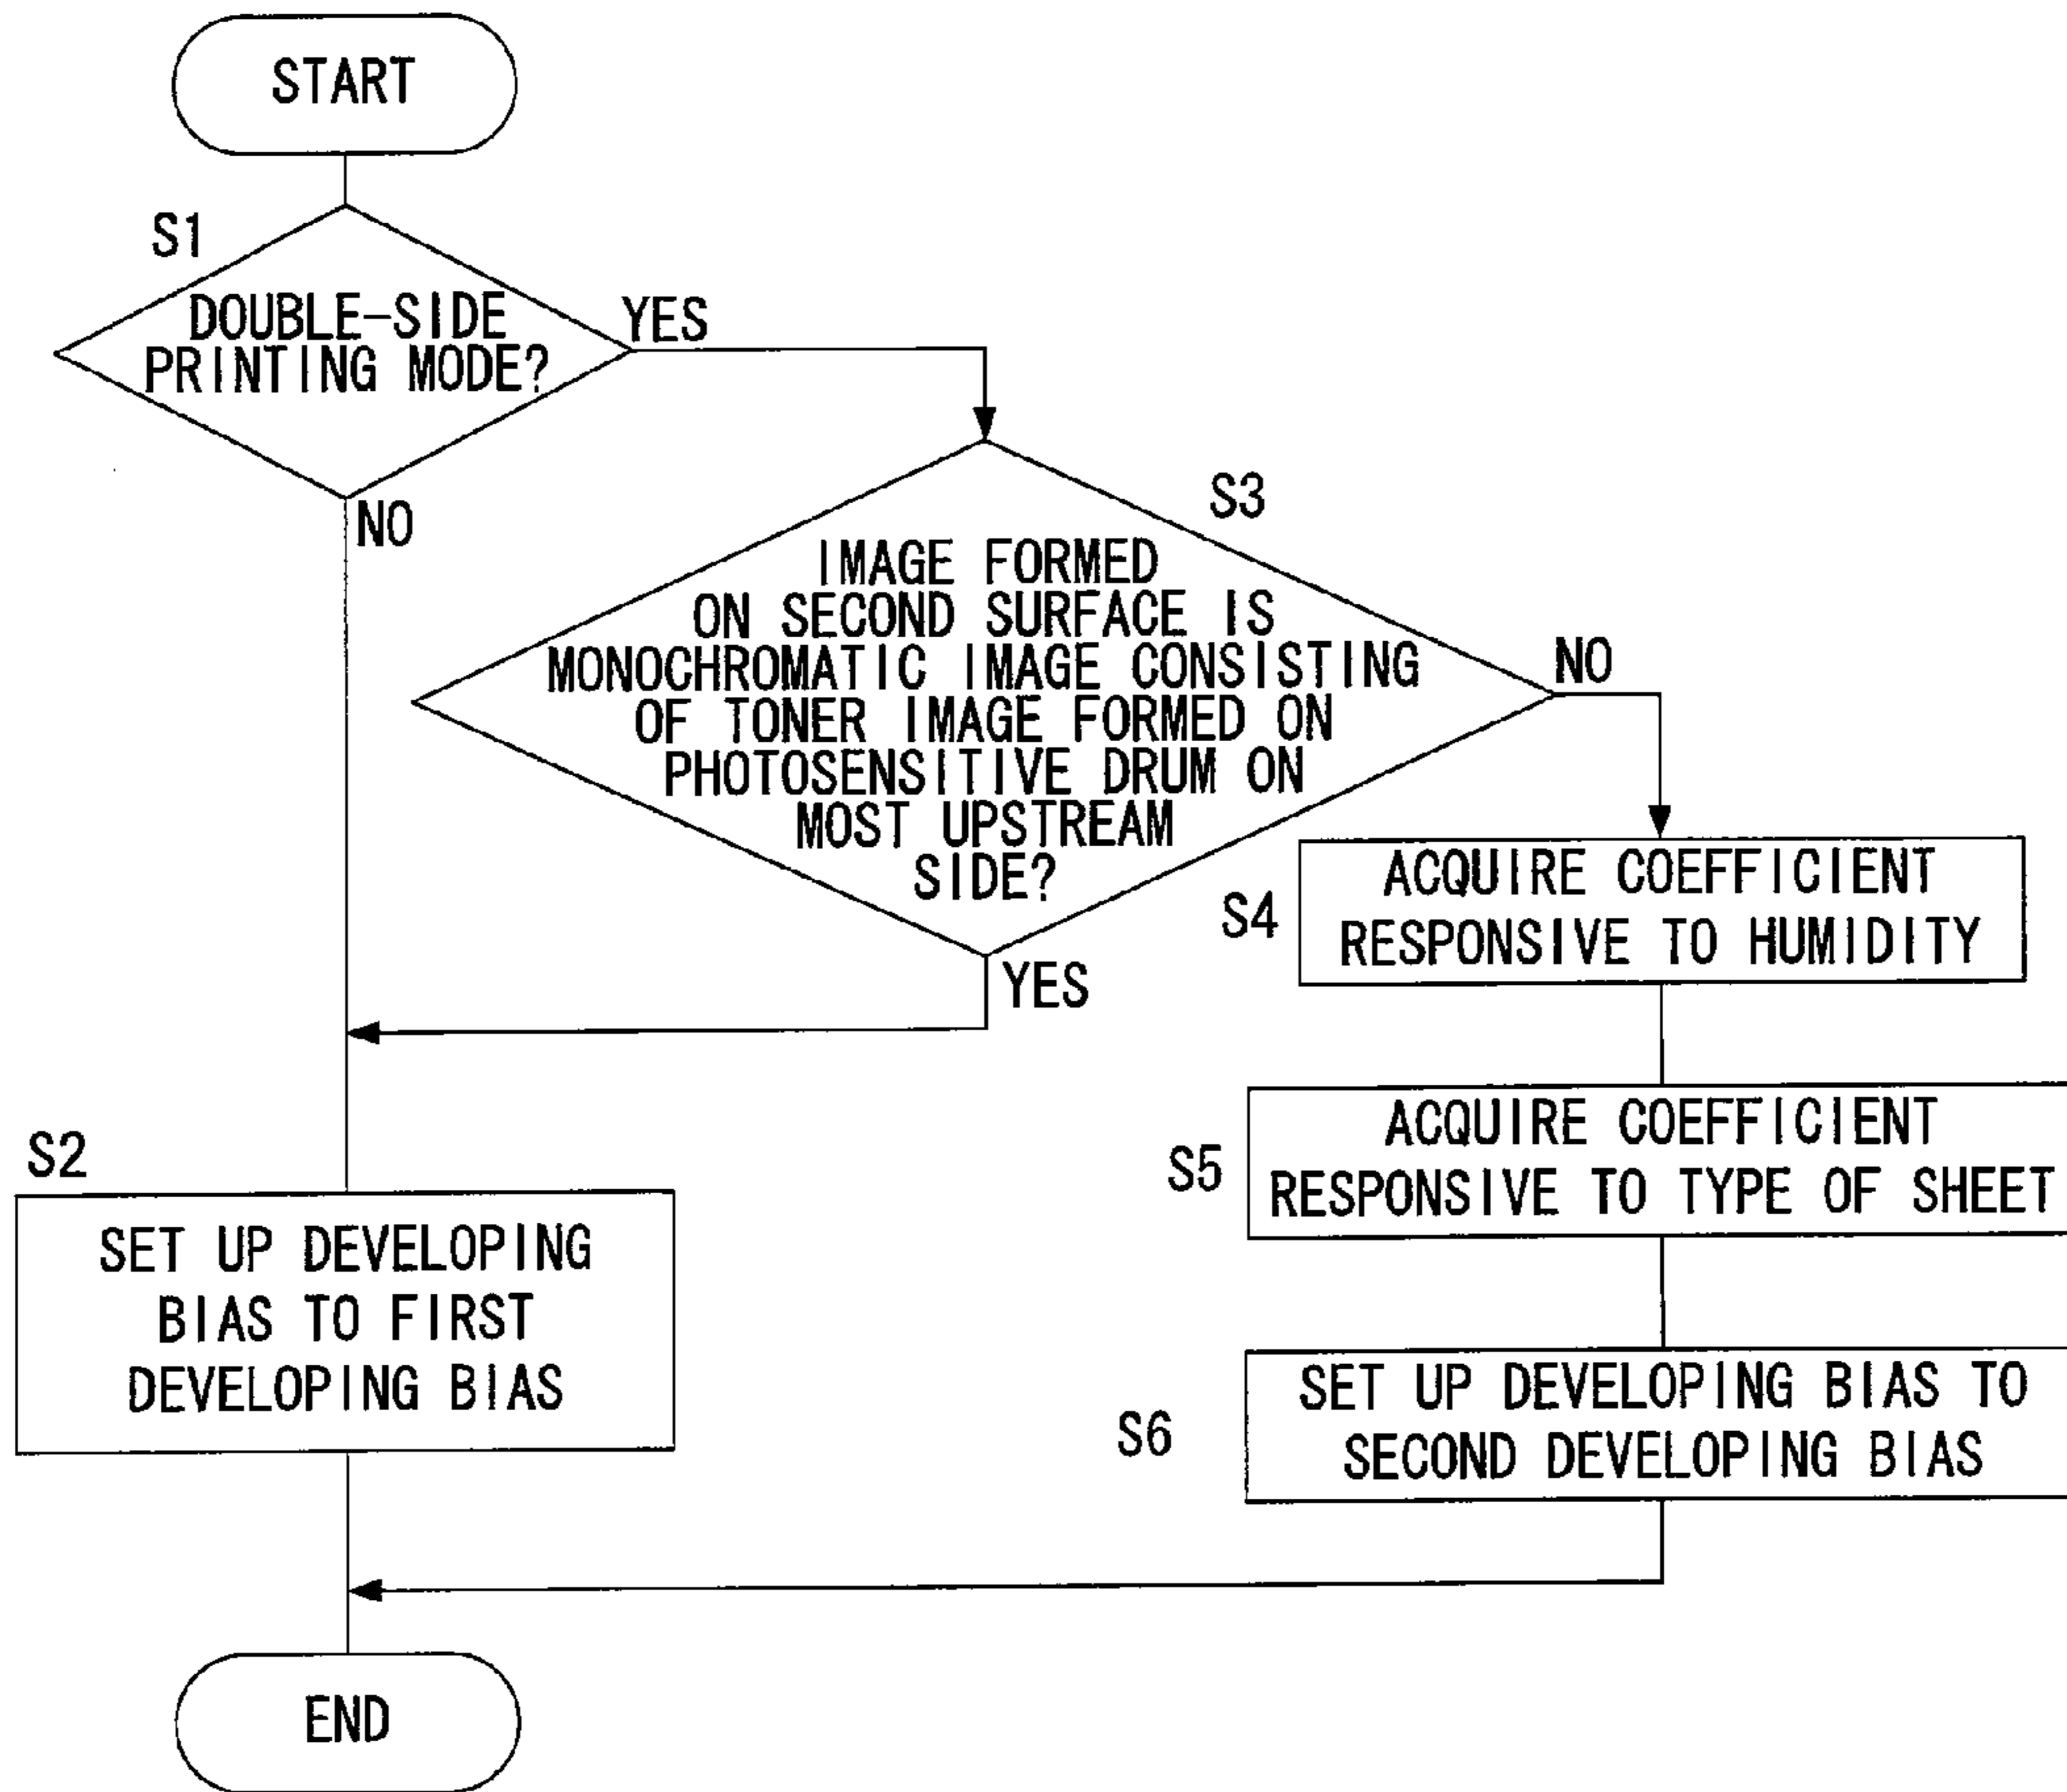 START
S1
DOUBLE-SIDE
PRINTING MODE?
YES
NO
S3
IMAGE FORMED
ON SECOND SURFACE IS
MONOCHROMATIC IMAGE CONSISTING
OF TONER IMAGE FORMED ON
PHOTOSENSITIVE DRUM ON
MOST UPSTREAM
SIDE?
NO
YES
S4
ACQUIRE COEFFICIENT
RESPONSIVE TO HUMIDITY
S5
ACQUIRE COEFFICIENT
RESPONSIVE TO TYPE OF SHEET
S2
SET UP DEVELOPING
BIAS TO FIRST
DEVELOPING BIAS
S6
SET UP DEVELOPING BIAS TO
SECOND DEVELOPING BIAS
END